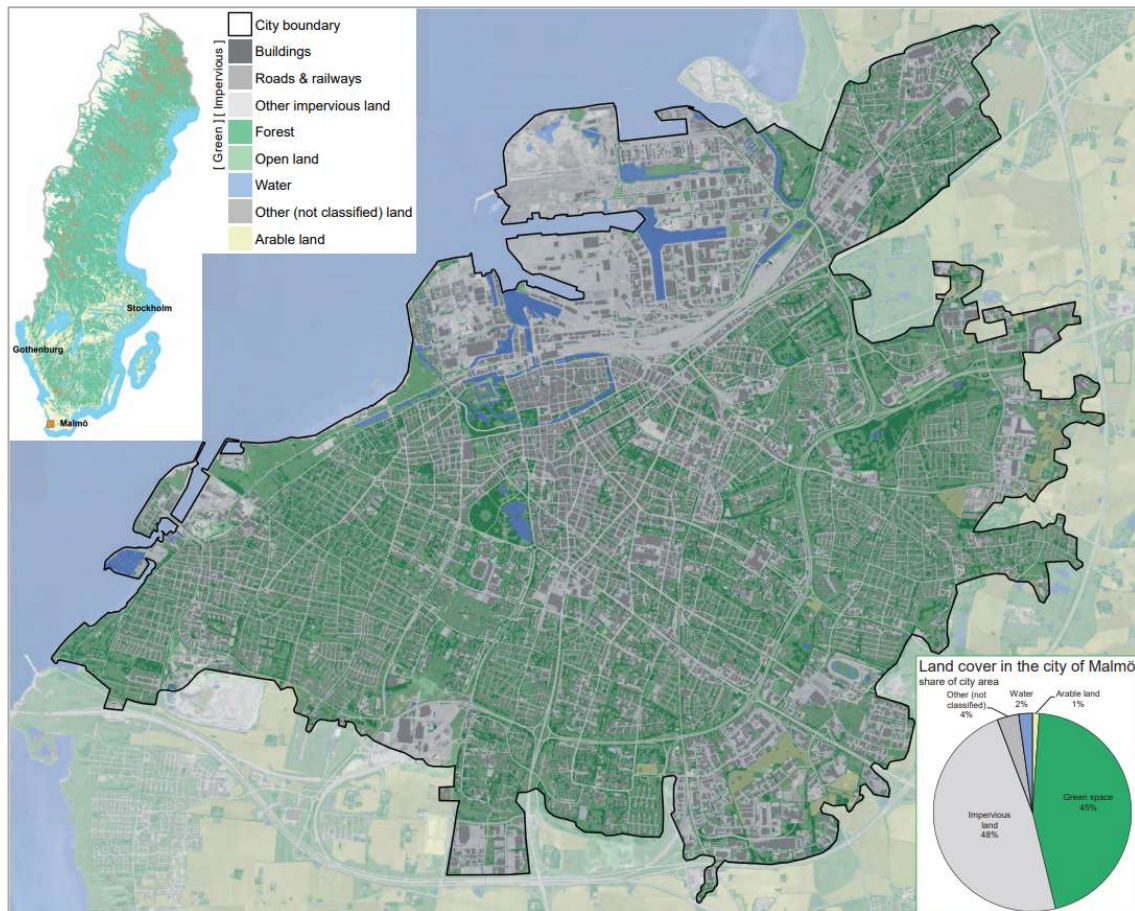 City boundary
[ Green ] [ Impervious ]
Buildings
Roads & railways
Other impervious land
Forest
Open land
Water
Other (not classified) land
Arable land
Stockholm
Gothenburg
Malmö
Land cover in the city of Malmö
share of city area
Other (not
classified)
4%
Water
2%
Arable land
1%
Green space
45%
Impervious
land
48%